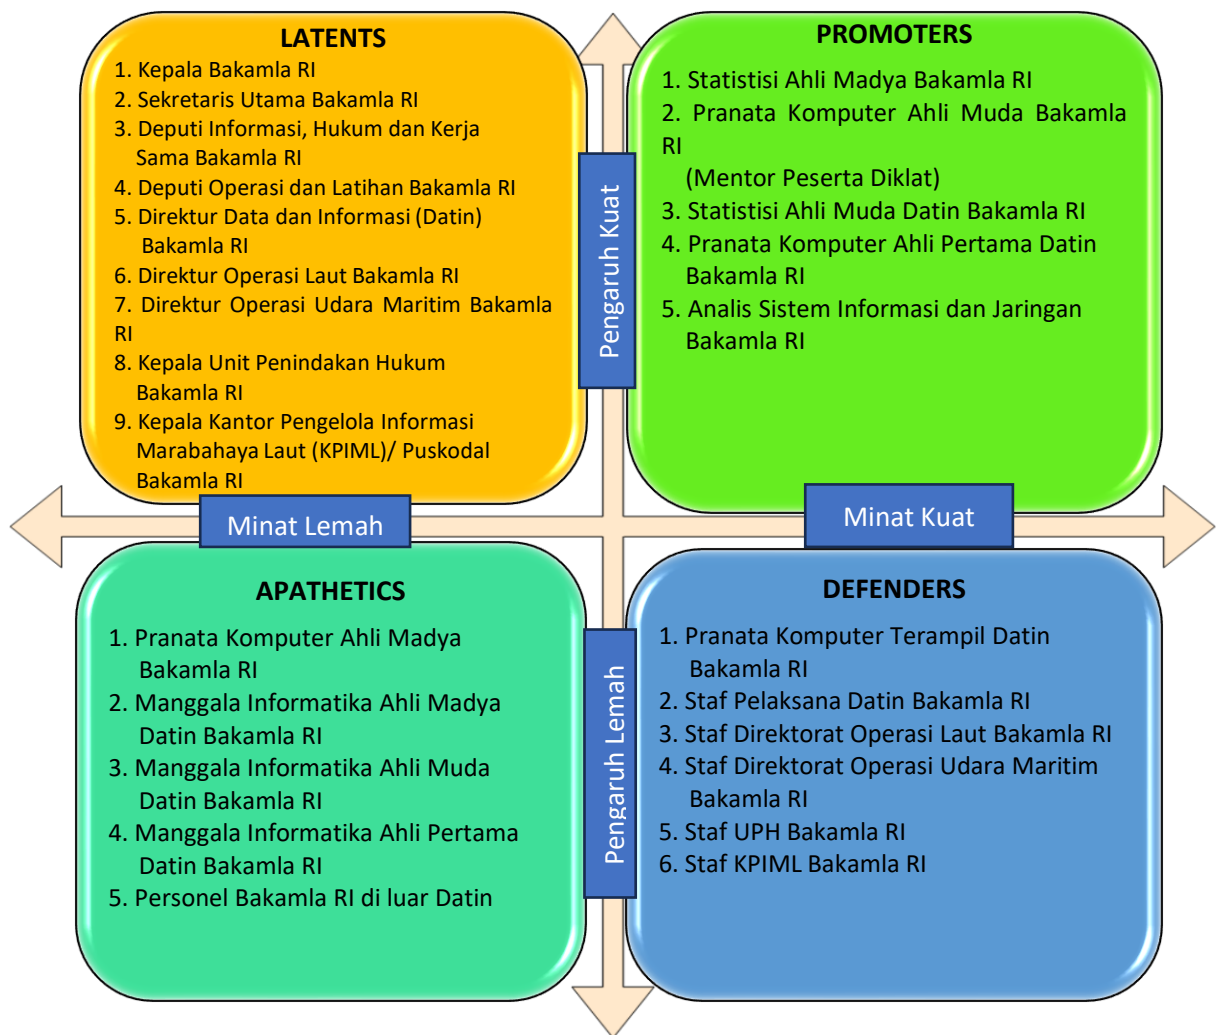 LATENTS
1. Kepala Bakamla RI
2. Sekretaris Utama Bakamla RI
3. Deputi Informasi, Hukum dan Kerja
Sama Bakamla RI
4. Deputi Operasi dan Latihan Bakamla RI
5. Direktur Data dan Informasi (Datin)
Bakamla RI
6. Direktur Operasi Laut Bakamla RI
7. Direktur Operasi Udara Maritim Bakamla
RI
8. Kepala Unit Penindakan Hukum
Bakamla RI
9. Kepala Kantor Pengelola Informasi
Marabahaya Laut (KPIML)/ Puskodal
Bakamla RI
Pengaruh Kuat
PROMOTERS
1. Statistisi Ahli Madya Bakamla RI
2. Pranata Komputer Ahli Muda Bakamla
RI
(Mentor Peserta Diklat)
3. Statistisi Ahli Muda Datin Bakamla RI
4. Pranata Komputer Ahli Pertama Datin
Bakamla RI
5. Analis Sistem Informasi dan Jaringan
Bakamla RI
Minat Lemah
Minat Kuat
APATHETICS
1. Pranata Komputer Ahli Madya
Bakamla RI
2. Manggala Informatika Ahli Madya
Datin Bakamla RI
3. Manggala Informatika Ahli Muda
Datin Bakamla RI
4. Manggala Informatika Ahli Pertama
Datin Bakamla RI
5. Personel Bakamla RI di luar Datin
Pengaruh Lemah
DEFENDERS
1. Pranata Komputer Terampil Datin
Bakamla RI
2. Staf Pelaksana Datin Bakamla RI
3. Staf Direktorat Operasi Laut Bakamla RI
4. Staf Direktorat Operasi Udara Maritim
Bakamla RI
5. Staf UPH Bakamla RI
6. Staf KPIML Bakamla RI